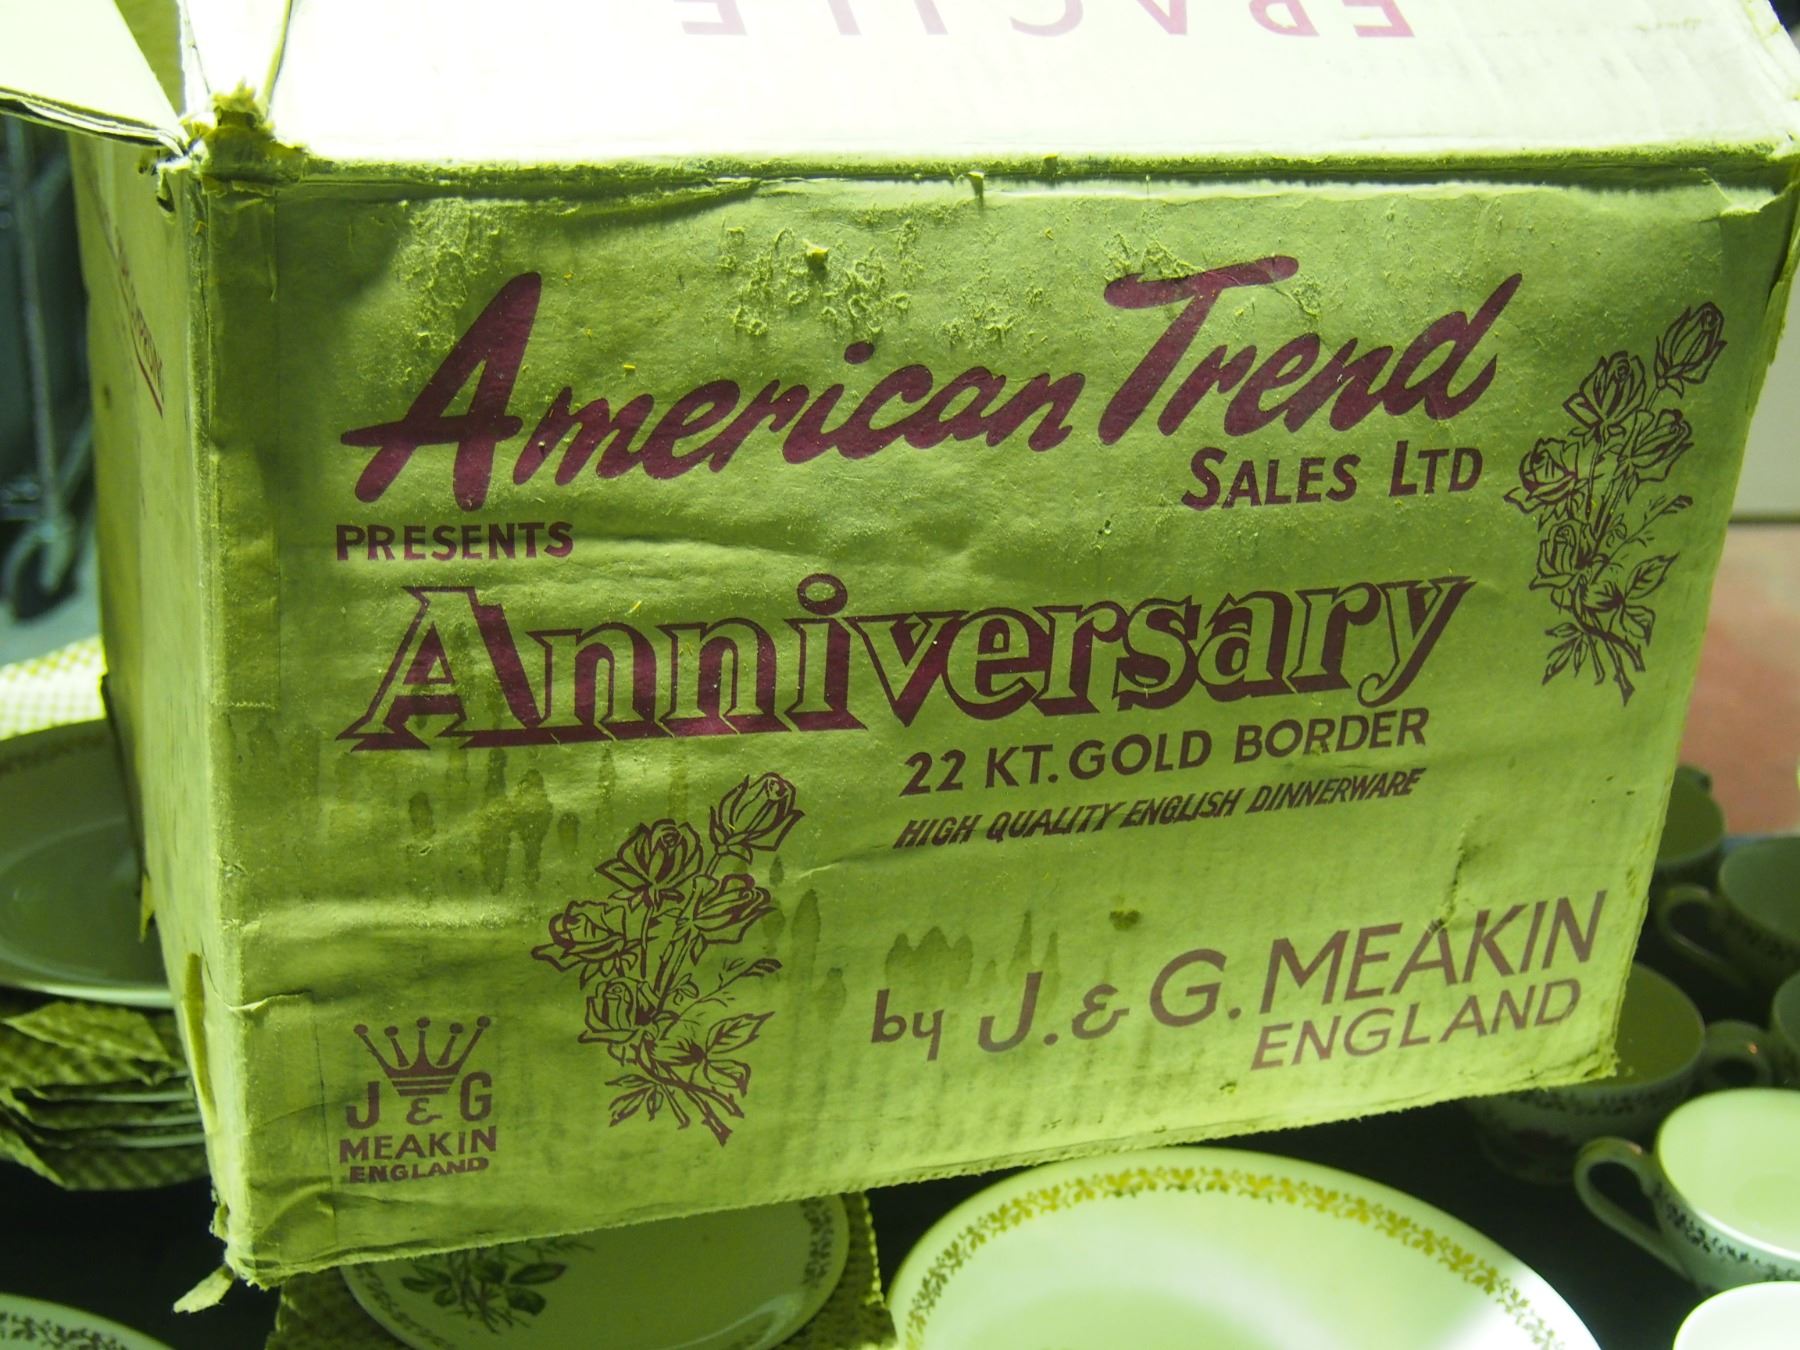 FRAGILE
American Trend
SALES LTD
PRESENTS
Anniversary
22 KT. GOLD BORDER
HIGH QUALITY ENGLISH DINNERWARE
by J. & G. MEAKIN
ENGLAND
J & G
MEAKIN
ENGLAND